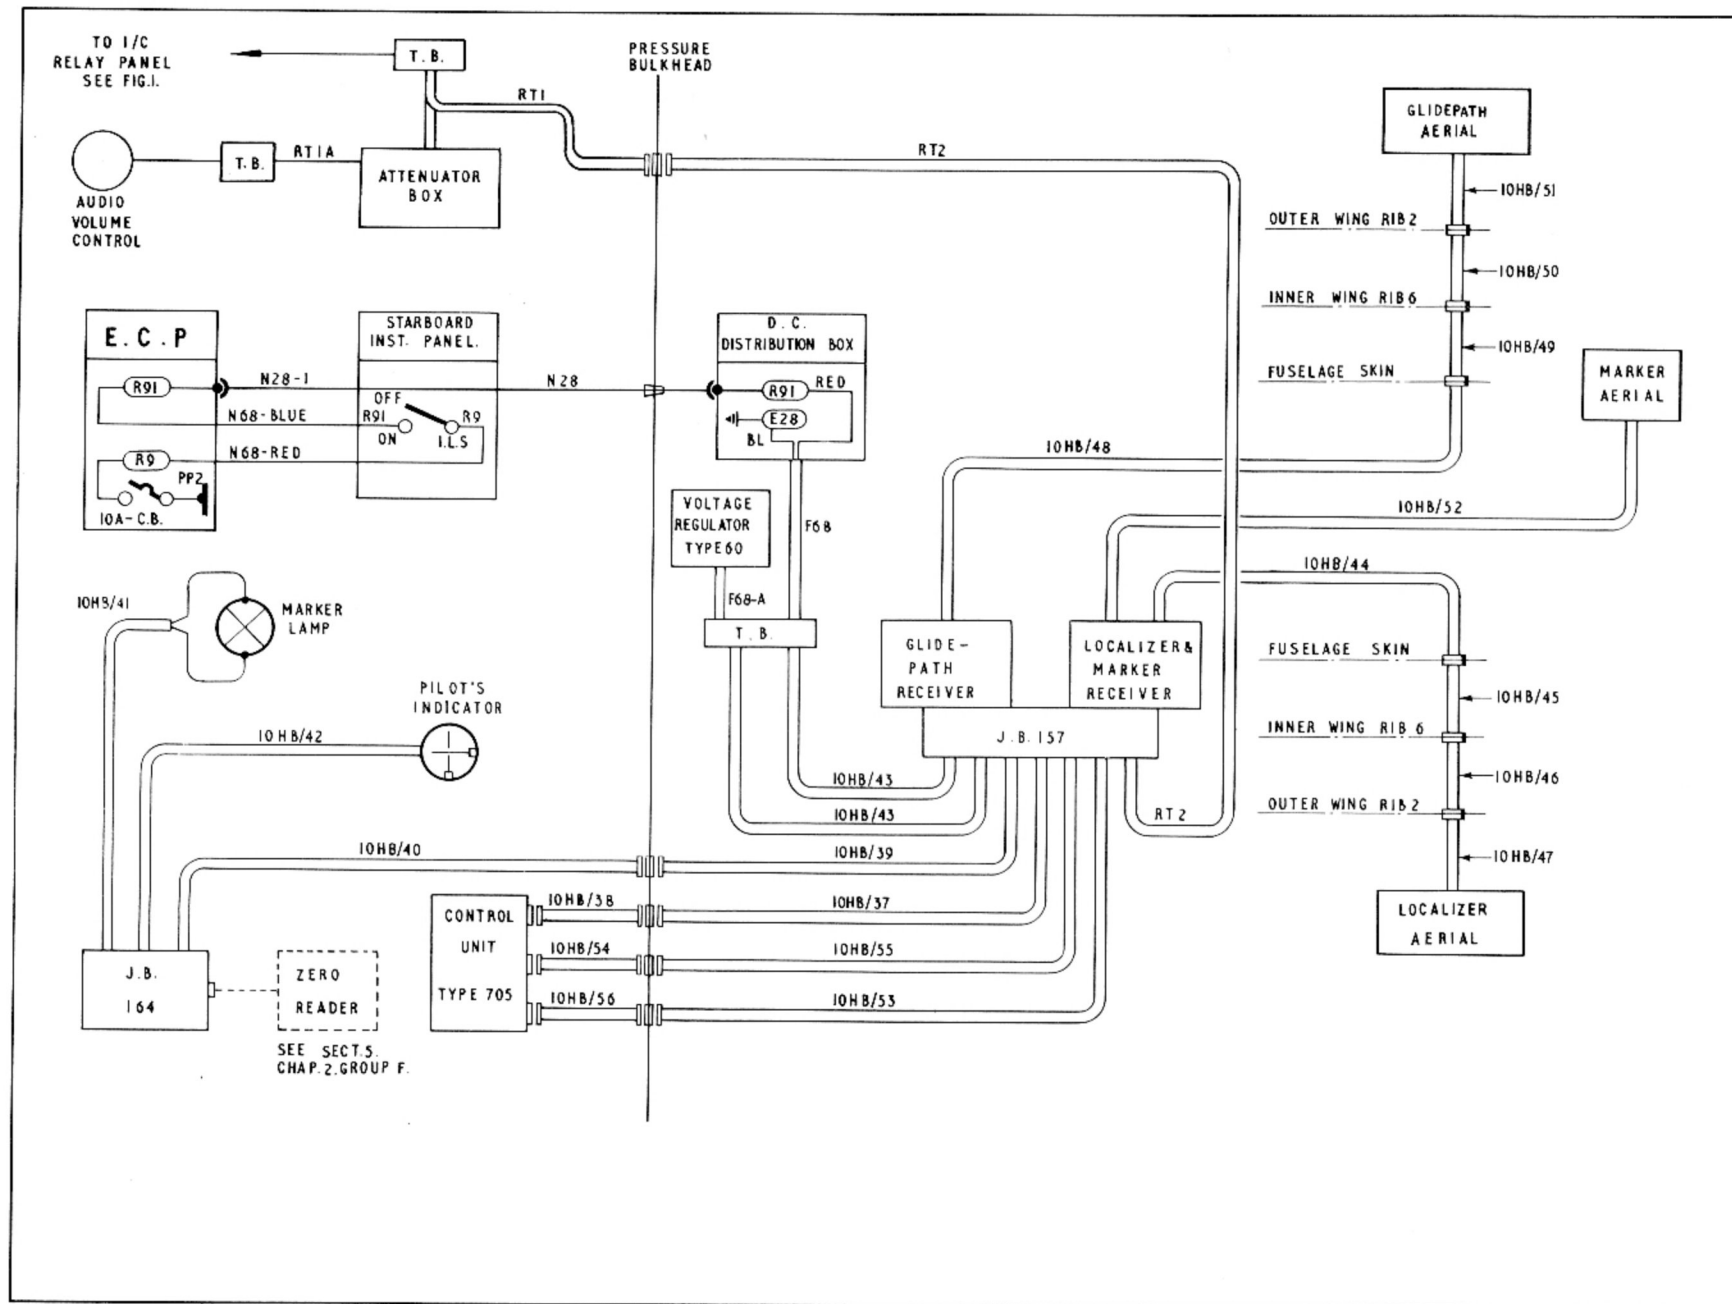 TO I/C
RELAY PANEL
SEE FIG.1.
T.B.
PRESSURE
BULKHEAD
RT1
AUDIO
VOLUME
CONTROL
T.B.
RT1A
ATTENUATOR
BOX
RT2
GLIDEPATH
AERIAL
10HB/51
OUTER WING RIB 2
10HB/50
INNER WING RIB 6
10HB/49
FUSELAGE SKIN
MARKER
AERIAL
E.C.P
R91
N28-1
N68-BLUE
R9
N68-RED
PP2
10A-C.B.
STARBOARD
INST. PANEL.
OFF
R91
R9
ON
I.L.S
N28
D.C.
DISTRIBUTION BOX
R91
RED
E28
BL
10HB/48
10HB/52
VOLTAGE
REGULATOR
TYPE 60
F68
F68-A
T.B.
10HB/44
10HB/41
MARKER
LAMP
GLIDE-
PATH
RECEIVER
LOCALIZER &
MARKER
RECEIVER
FUSELAGE SKIN
10HB/45
INNER WING RIB 6
10HB/46
OUTER WING RIB 2
10HB/47
LOCALIZER
AERIAL
PILOT'S
INDICATOR
10HB/42
J.B.157
10HB/43
10HB/43
RT2
10HB/40
10HB/39
CONTROL
UNIT
TYPE 705
10HB/38
10HB/37
10HB/54
10HB/55
10HB/56
10HB/53
J.B.
164
ZERO
READER
SEE SECT.5.
CHAP.2.GROUP F.